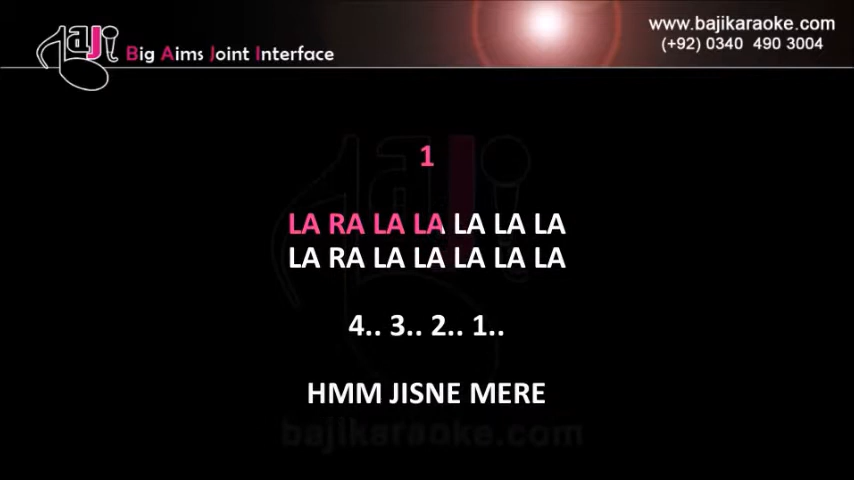 Baji Big Aims Joint Interface
www.bajikaraoke.com
(+92) 0340 490 3004
1
LA RA LA LA LA LA LA
LA RA LA LA LA LA LA
4.. 3.. 2.. 1..
HMM JISNE MERE
bajikaraoke.com